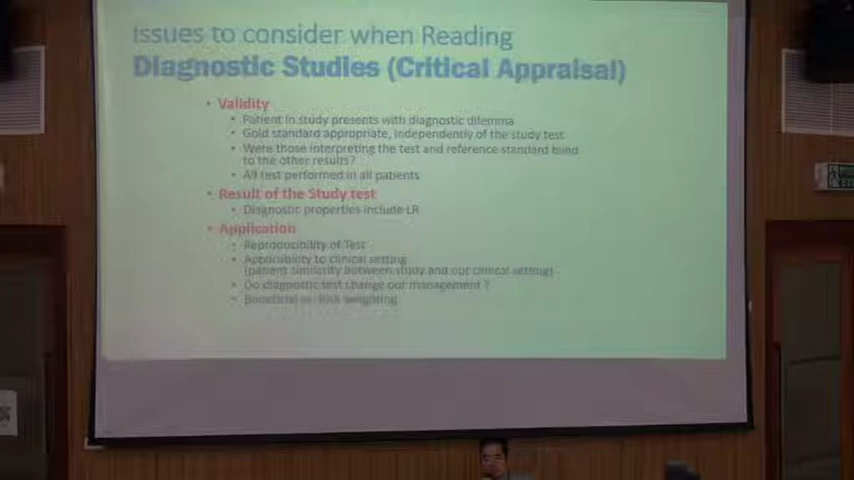 Issues to consider when Reading
Diagnostic Studies (Critical Appraisal)
• Validity
• Patient in study presents with diagnostic dilemma
• Gold standard appropriate, independently of the study test
• Were those interpreting the test and reference standard blind
to the other results?
• All test performed in all patients
• Result of the Study test
• Diagnostic properties include LR
• Application
• Reproducibility of Test
• Applicability to clinical setting
(patient similarity between study and our clinical setting)
• Do diagnostic test change our management ?
• Beneficial vs. Risk weighting